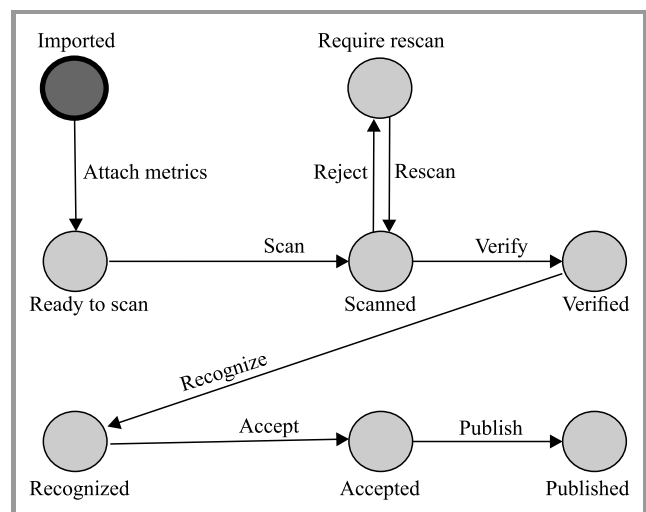 Imported
Require rescan
Attach metrics
Reject
Rescan
Scan
Verify
Ready to scan
Scanned
Verified
Recognize
Accept
Publish
Recognized
Accepted
Published